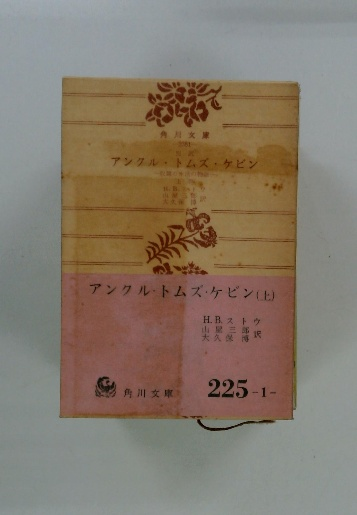 角川文庫
アンクル・トムズ・ケビン
アンクル・トムズ・ケビン(上)
H.B.ストウ
山屋三郎
大久保博 訳
角川文庫
225-1-